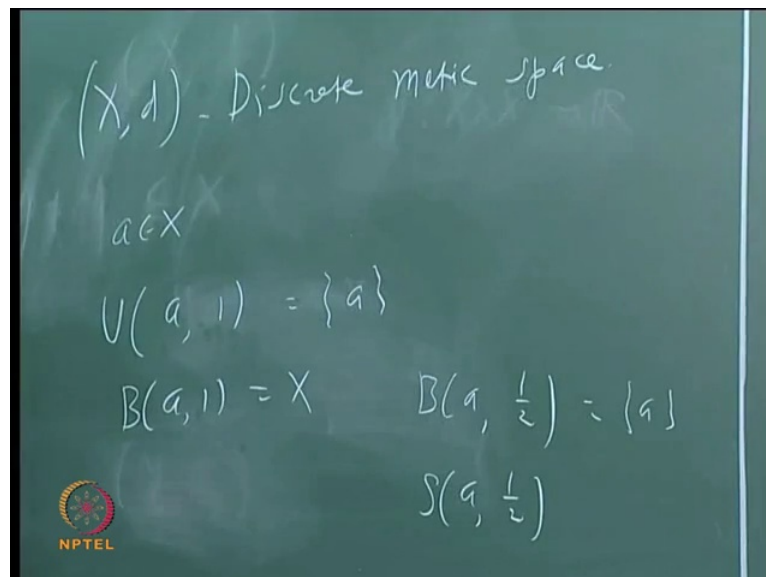 (X, d) - Discrete metric space.
a ∈ X
U(a, 1) = {a}
B(a, 1) = X B(a, 1/2) = {a}
S(a, 1/2)
NPTEL